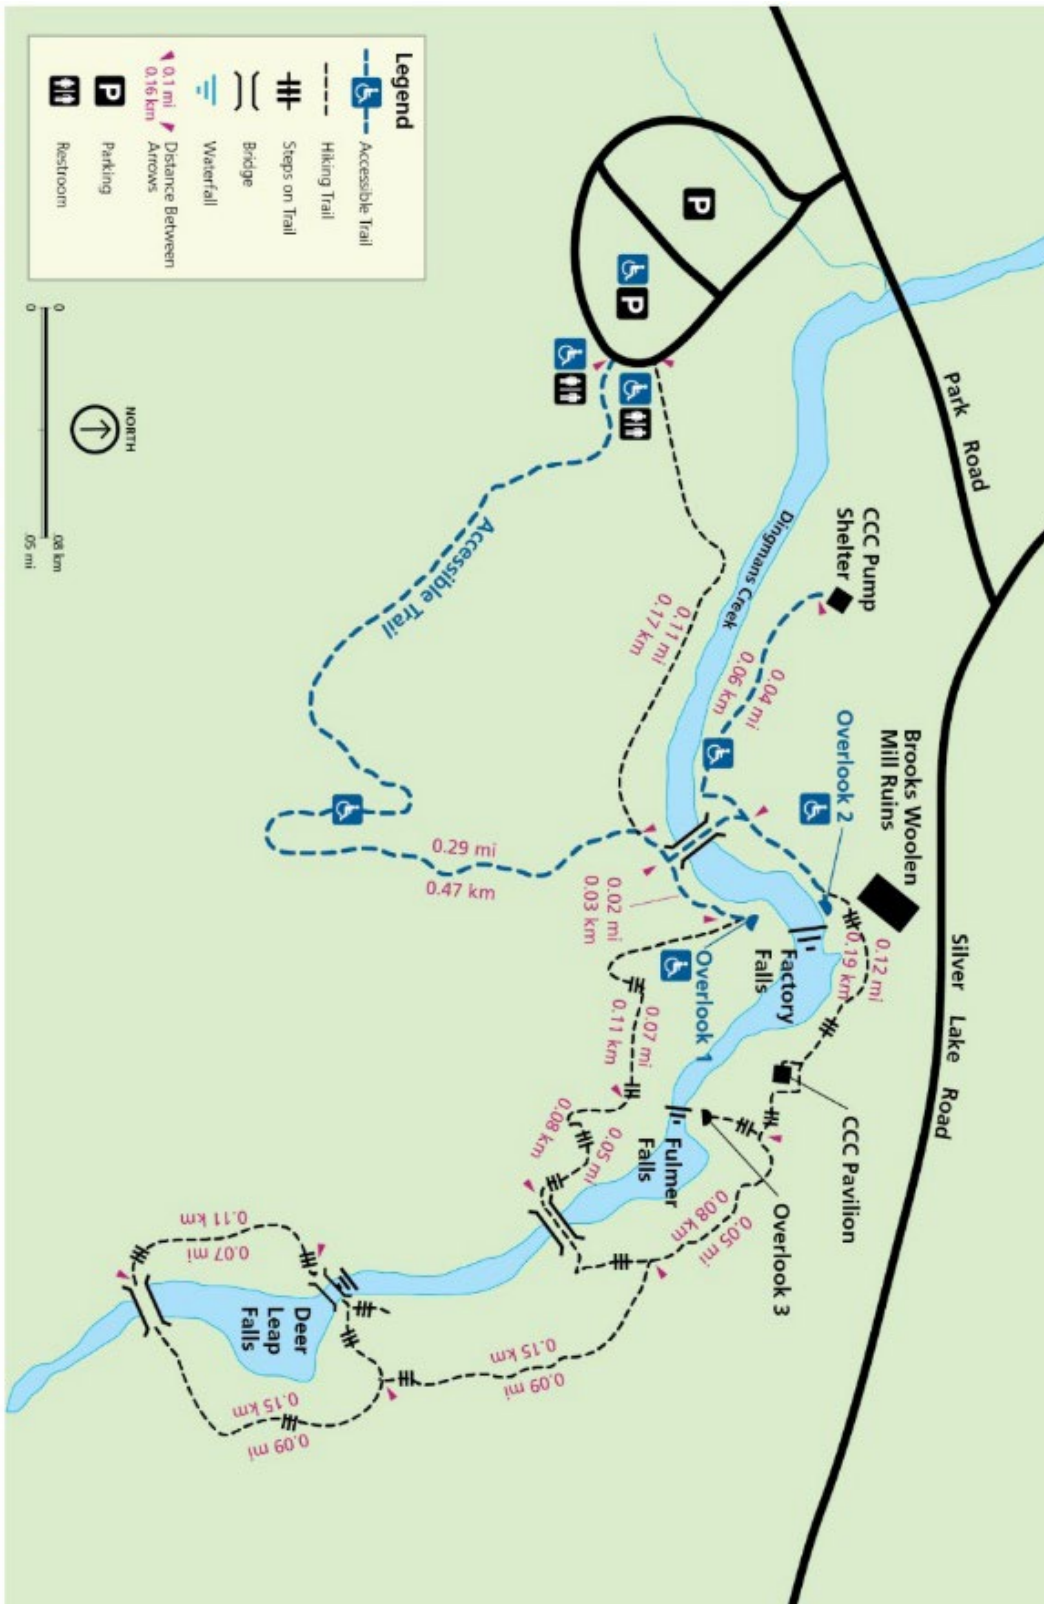 Legend
Accessible Trail
Hiking Trail
Steps on Trail
Bridge
Waterfall
0.1 mi
0.16 km
Distance Between
Arrows
P
Parking
Restroom
0
.08 km
0
.05 mi
NORTH
P
P
Park Road
Silver Lake Road
Dingmans Creek
CCC Pump
Shelter
0.04 mi
0.06 km
Overlook 2
Brooks Woolen
Mill Ruins
0.11 mi
0.17 km
Accessible Trail
0.29 mi
0.47 km
0.02 mi
0.03 km
Overlook 1
Factory
Falls
0.12 mi
0.19 km
0.07 mi
0.11 km
CCC Pavilion
Overlook 3
Fulmer
Falls
0.05 mi
0.08 km
0.05 mi
0.08 km
0.09 mi
0.15 km
Deer
Leap
Falls
0.07 mi
0.11 km
0.09 mi
0.15 km